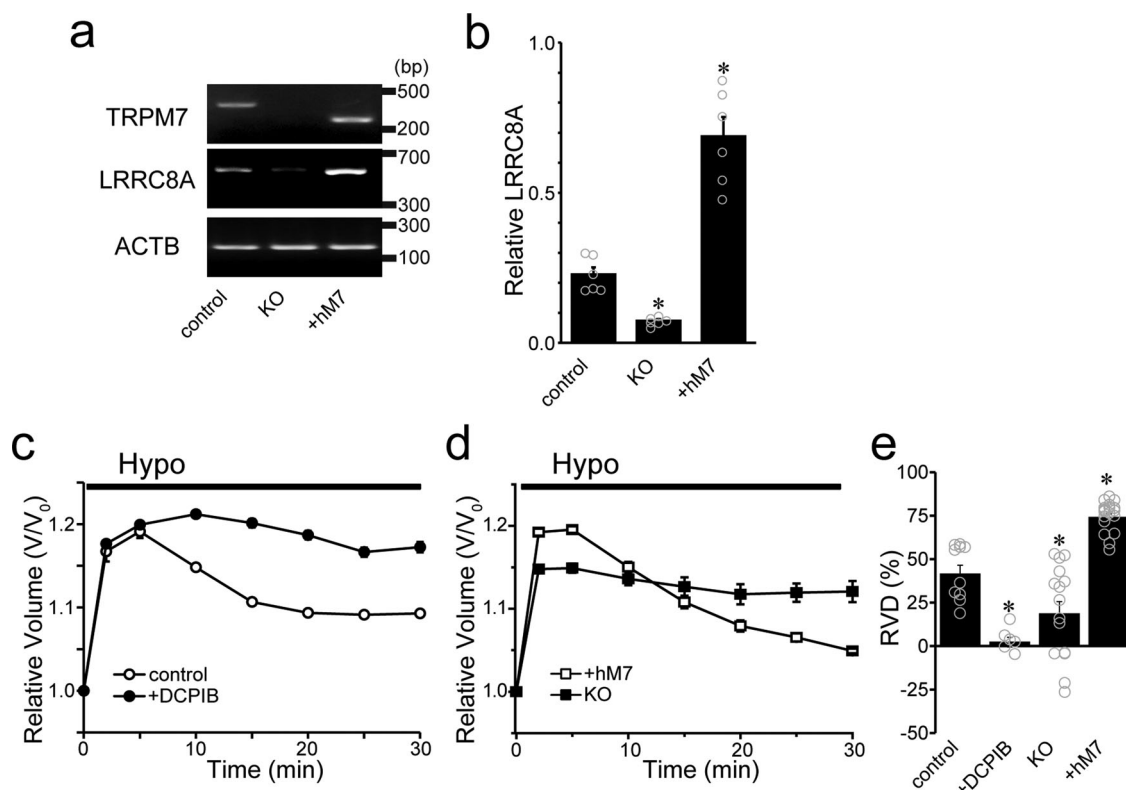 a
(bp)
TRPM7
500
200
LRRC8A
700
300
ACTB
300
100
control
KO
+hM7
b
Relative LRRC8A
1.0
0.5
0.0
*
*
control
KO
+hM7
c
Hypo
Relative Volume (V/V0)
1.2
1.1
1.0
control
+DCPIB
0
10
20
30
Time (min)
d
Hypo
Relative Volume (V/V0)
1.2
1.1
1.0
+hM7
KO
0
10
20
30
Time (min)
e
RVD (%)
100
75
50
25
0
-25
-50
*
*
*
control
+DCPIB
KO
+hM7